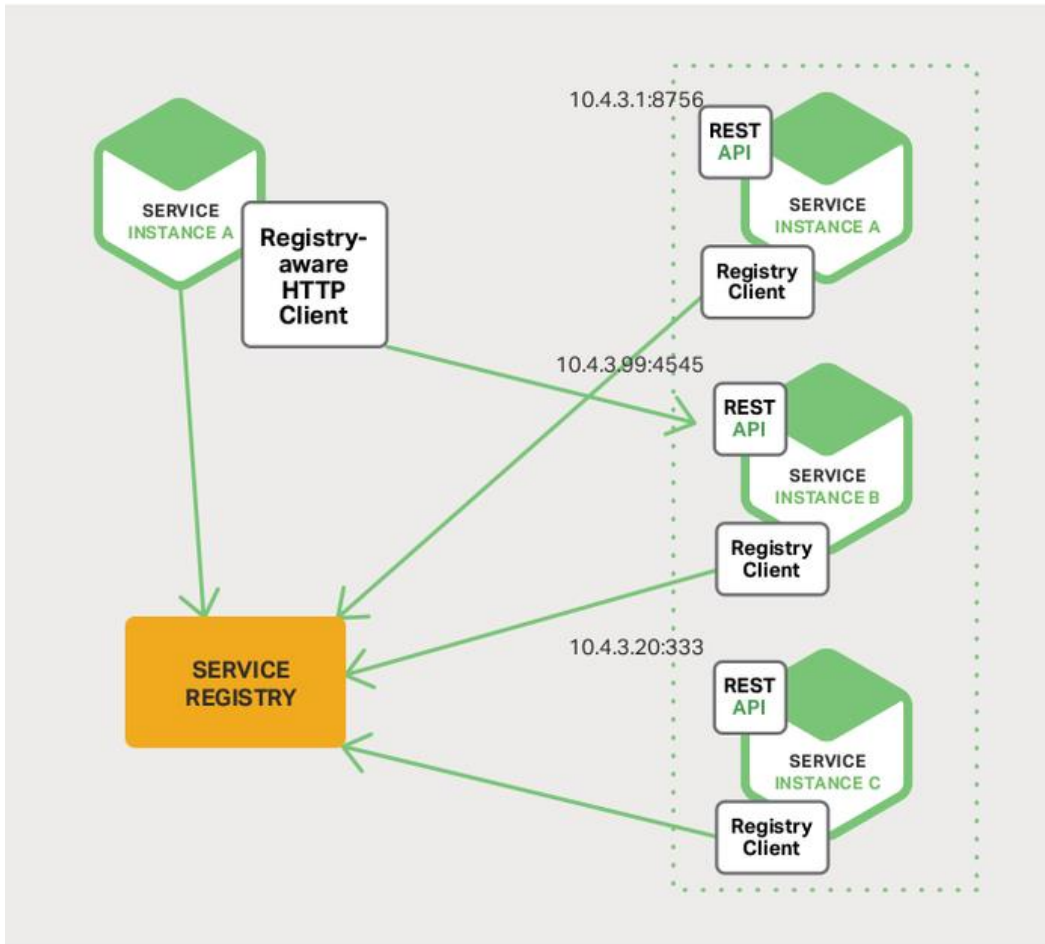 SERVICE
INSTANCE A
Registry-
aware
HTTP
Client
SERVICE
REGISTRY
10.4.3.1:8756
REST
API
SERVICE
INSTANCE A
Registry
Client
10.4.3.99:4545
REST
API
SERVICE
INSTANCE B
Registry
Client
10.4.3.20:333
REST
API
SERVICE
INSTANCE C
Registry
Client